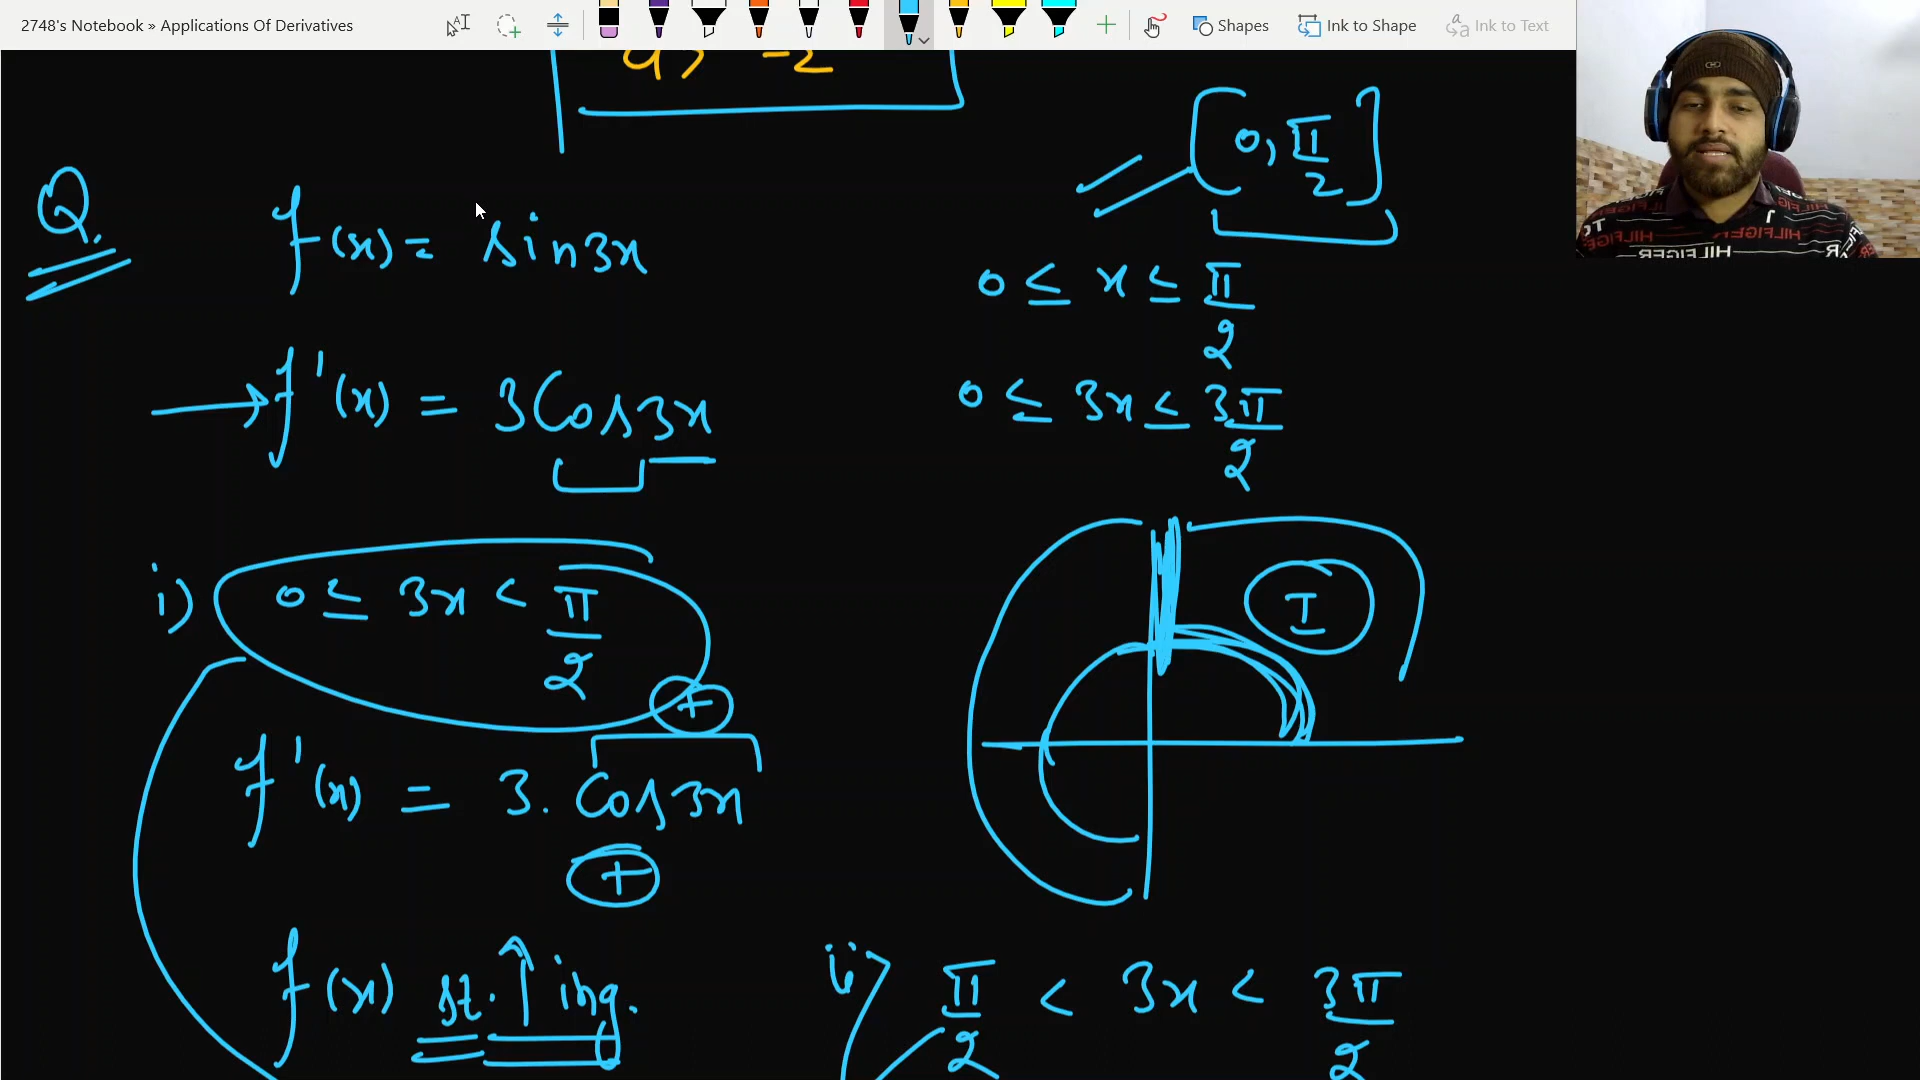 2748's Notebook » Applications Of Derivatives
Shapes
Ink to Shape
Ink to Text
a > -2
[0, π/2]
Q.
f(x) = sin3x
0 ≤ x ≤ π/2
f'(x) = 3Cos3x
0 ≤ 3x ≤ 3π/2
i) 0 ≤ 3x < π/2
I
+
f'(x) = 3. Cos3x
+
f(x) st. ↑ ing.
ii) π/2 < 3x < 3π/2